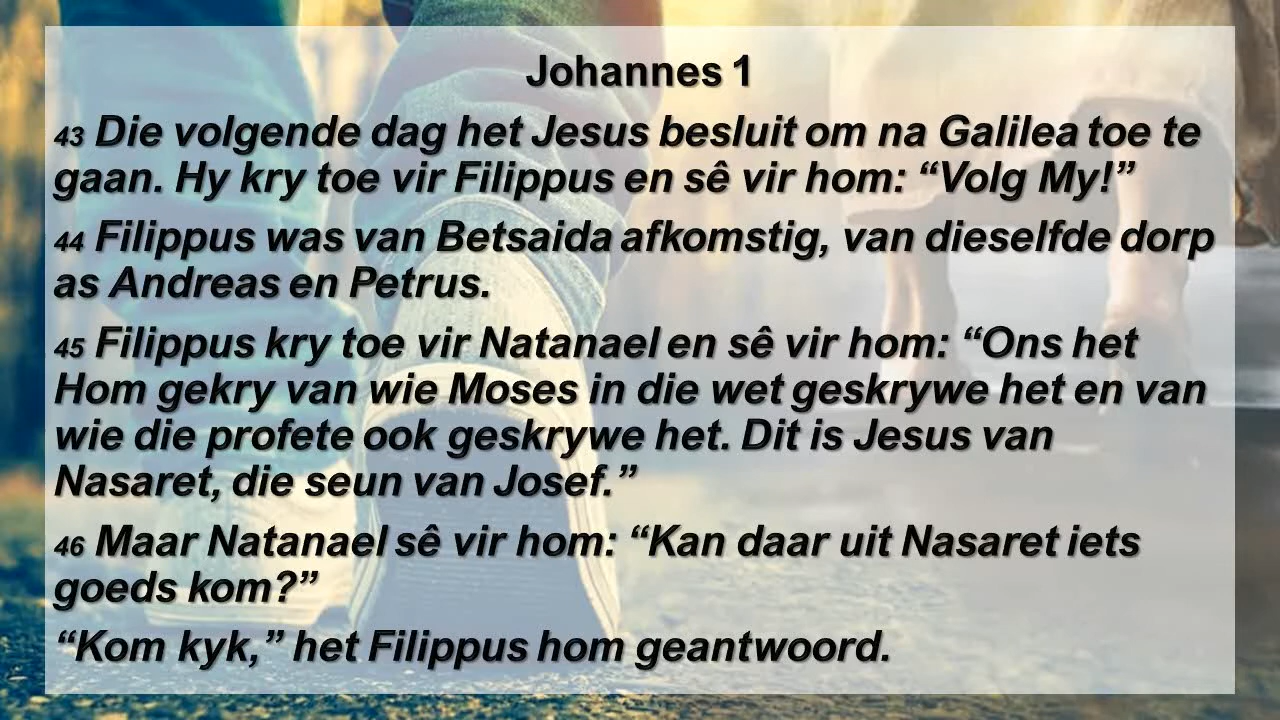 Johannes 1
43 Die volgende dag het Jesus besluit om na Galilea toe te
gaan. Hy kry toe vir Filippus en sê vir hom: “Volg My!”
44 Filippus was van Betsaida afkomstig, van dieselfde dorp
as Andreas en Petrus.
45 Filippus kry toe vir Natanael en sê vir hom: “Ons het
Hom gekry van wie Moses in die wet geskrywe het en van
wie die profete ook geskrywe het. Dit is Jesus van
Nasaret, die seun van Josef.”
46 Maar Natanael sê vir hom: “Kan daar uit Nasaret iets
goeds kom?”
“Kom kyk,” het Filippus hom geantwoord.